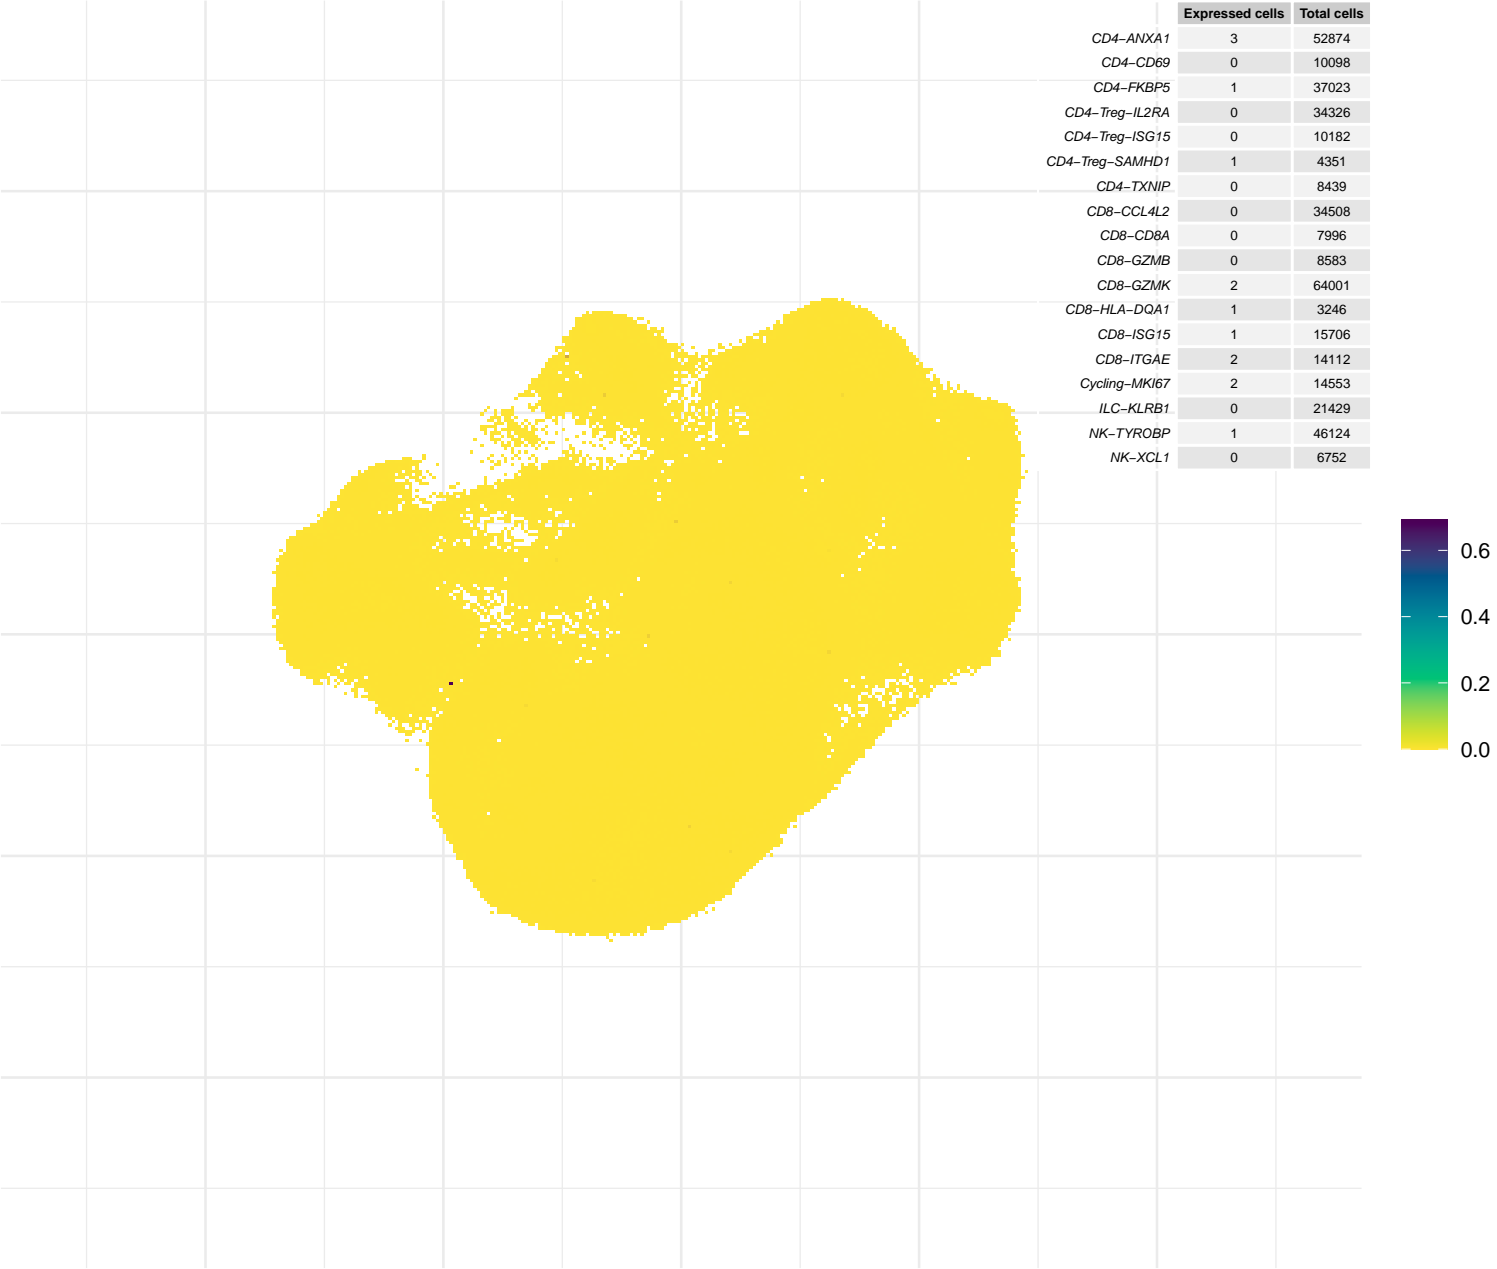 Expressed cells Total cells
CD4−ANXA1 3 52874
CD4−CD69 0 10098
CD4−FKBP5 1 37023
CD4−Treg−IL2RA 0 34326
CD4−Treg−ISG15 0 10182
CD4−Treg−SAMHD1 1 4351
CD4−TXNIP 0 8439
CD8−CCL4L2 0 34508
CD8−CD8A 0 7996
CD8−GZMB 0 8583
CD8−GZMK 2 64001
CD8−HLA−DQA1 1 3246
CD8−ISG15 1 15706
CD8−ITGAE 2 14112
Cycling−MKI67 2 14553
ILC−KLRB1 0 21429
NK−TYROBP 1 46124
NK−XCL1 0 6752
0.6
0.4
0.2
0.0